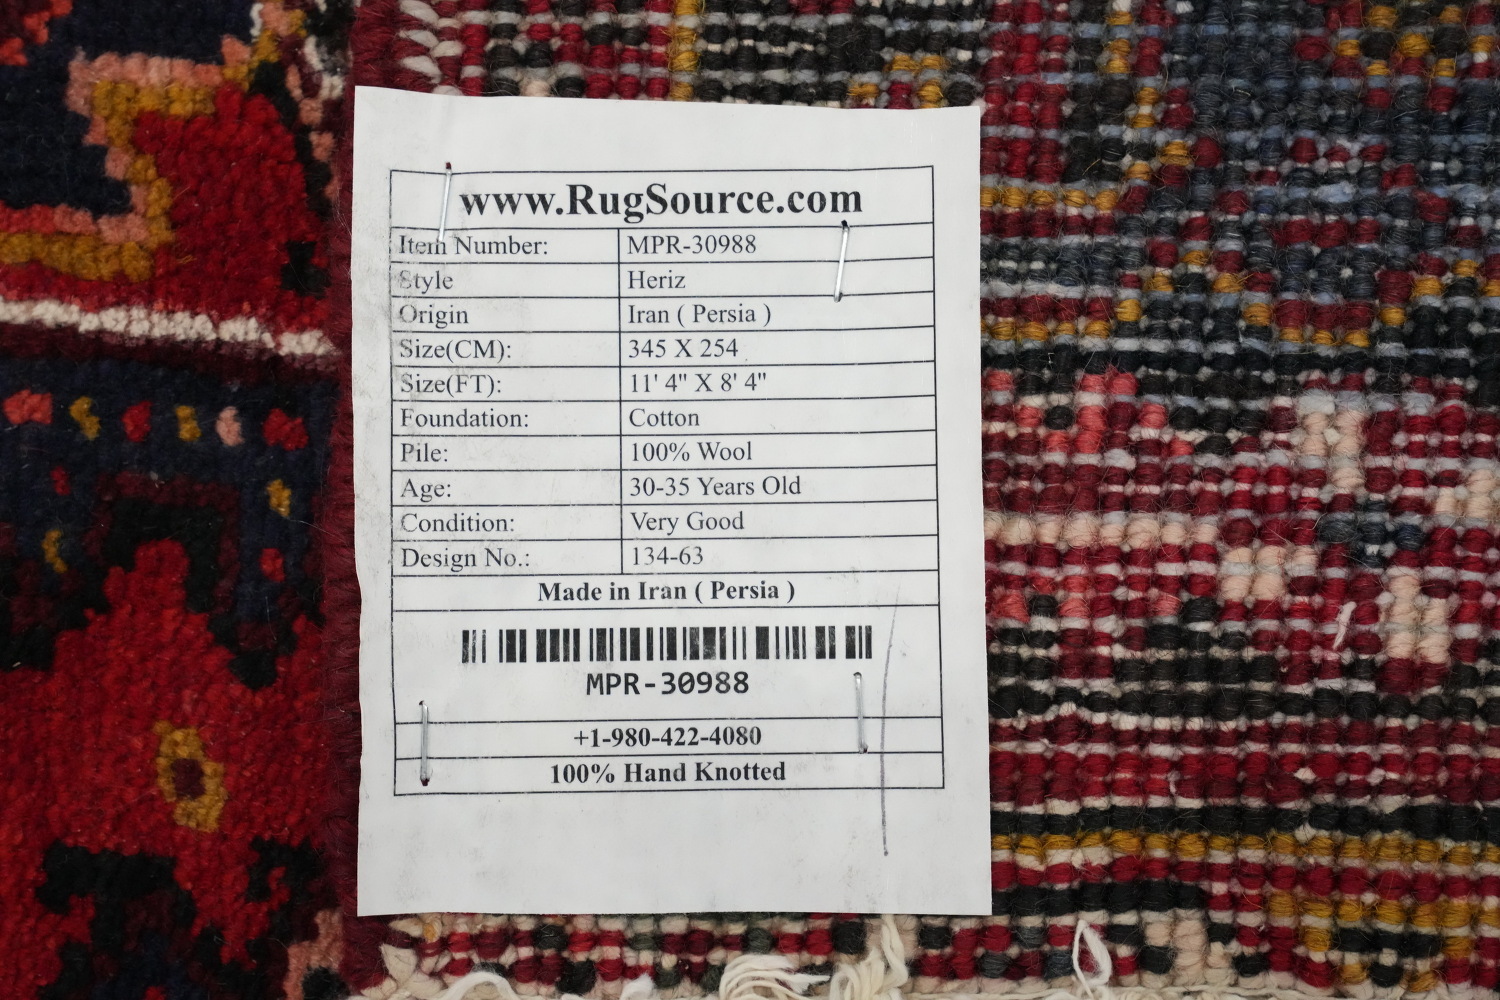 www.RugSource.com
Item Number: MPR-30988
Style Heriz
Origin Iran ( Persia )
Size(CM): 345 X 254
Size(FT): 11' 4" X 8' 4"
Foundation: Cotton
Pile: 100% Wool
Age: 30-35 Years Old
Condition: Very Good
Design No.: 134-63
Made in Iran ( Persia )
MPR-30988
+1-980-422-4080
100% Hand Knotted